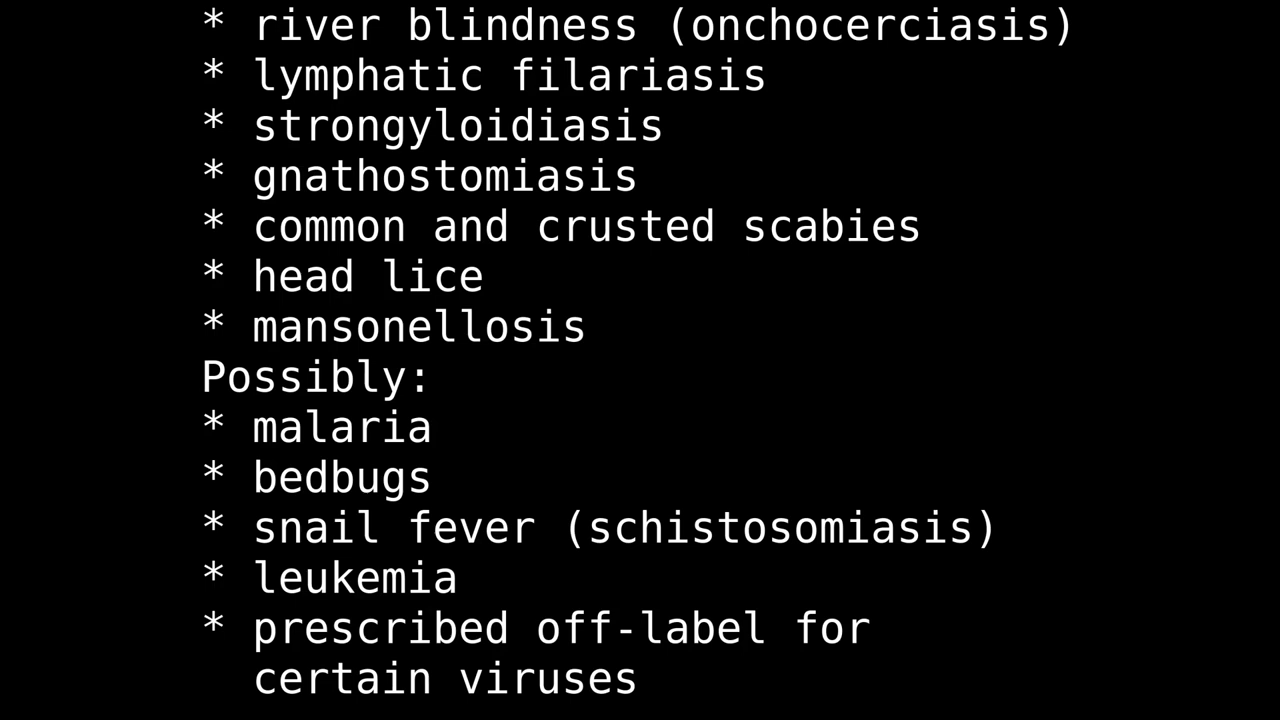 * river blindness (onchocerciasis)
* lymphatic filariasis
* strongyloidiasis
* gnathostomiasis
* common and crusted scabies
* head lice
* mansonellosis
Possibly:
* malaria
* bedbugs
* snail fever (schistosomiasis)
* leukemia
* prescribed off-label for
certain viruses